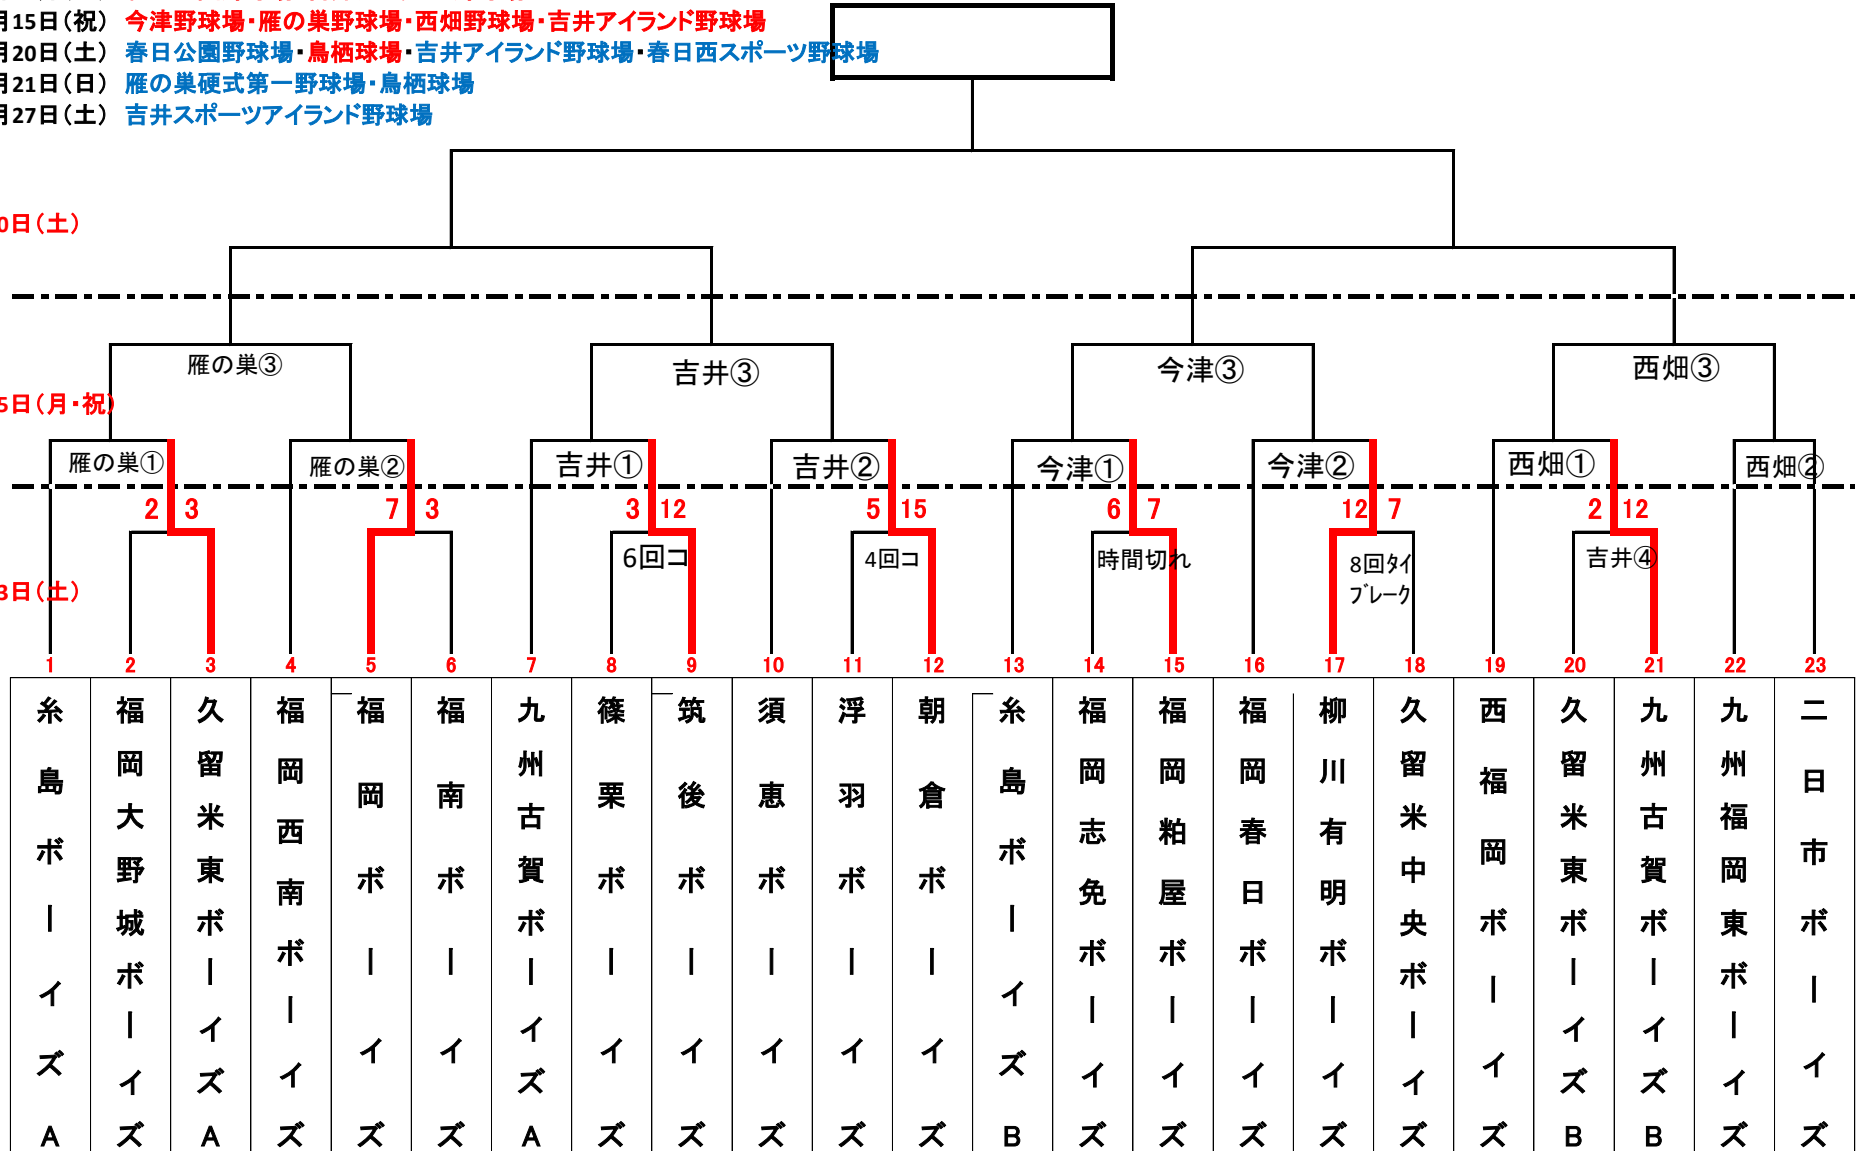 月15日(祝) 今津野球場・雁の巣野球場・西畑野球場・吉井アイランド野球場
月20日(土) 春日公園野球場・鳥栖球場・吉井アイランド野球場・春日西スポーツ野球場
月21日(日) 雁の巣硬式第一野球場・鳥栖球場
月27日(土) 吉井スポーツアイランド野球場
0日(土)
雁の巣③ 吉井③ 今津③ 西畑③
5日(月・祝)
雁の巣① 雁の巣② 吉井① 吉井② 今津① 今津② 西畑① 西畑②
2 3 7 3 3 12 5 15 6 7 12 7 2 12
6回コ 4回コ 時間切れ 8回タイ 吉井④
ブレーク
3日(土)
1 2 3 4 5 6 7 8 9 10 11 12 13 14 15 16 17 18 19 20 21 22 23
糸島ボーイズA
福岡大野城ボーイズ
久留米東ボーイズA
福岡西南ボーイズ
福岡ボーイズ
福南ボーイズ
九州古賀ボーイズA
篠栗ボーイズ
筑後ボーイズ
須恵ボーイズ
浮羽ボーイズ
朝倉ボーイズ
糸島ボーイズB
福岡志免ボーイズ
福岡粕屋ボーイズ
福岡春日ボーイズ
柳川有明ボーイズ
久留米中央ボーイズ
西福岡ボーイズ
久留米東ボーイズB
九州古賀ボーイズB
九州福岡東ボーイズ
二日市ボーイズ